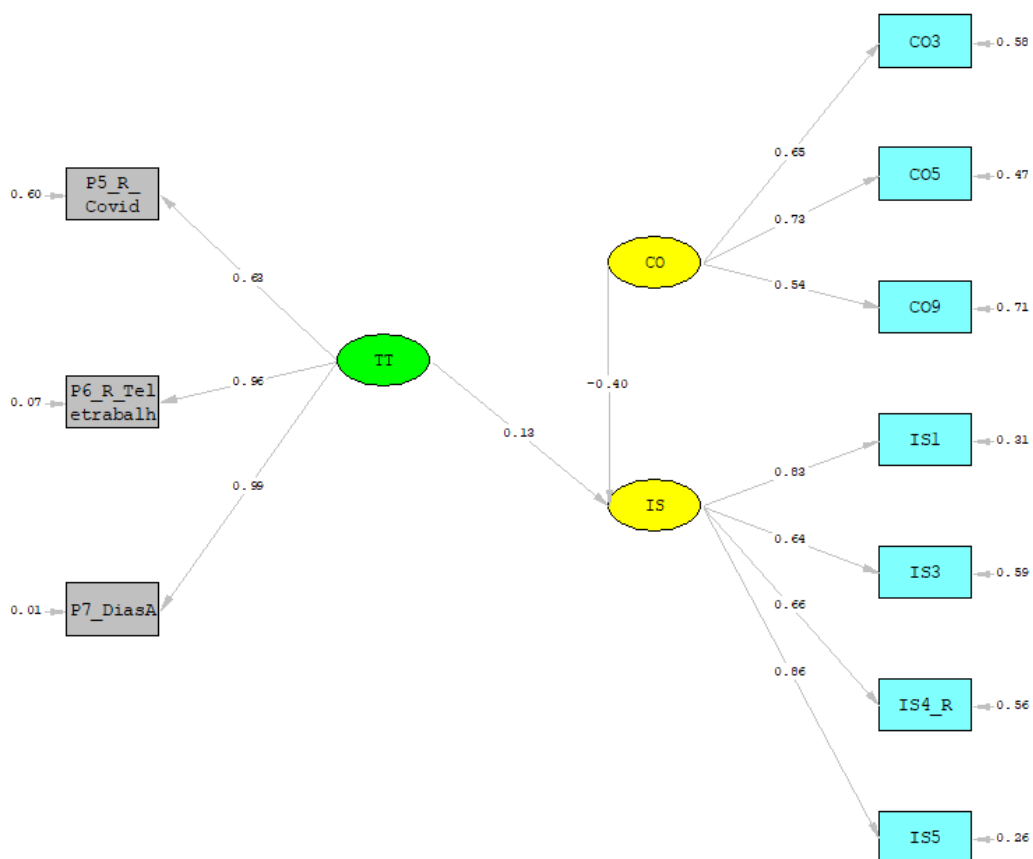 CO3
0.58
0.65
P5_R_
Covid
0.60
CO5
0.47
0.73
CO
0.63
CO9
0.71
0.54
TT
P6_R_Tel
etrabalh
0.07
0.96
-0.40
0.13
IS1
0.31
0.83
0.99
IS
0.64
IS3
0.59
P7_DiasA
0.01
0.66
0.86
IS4_R
0.56
IS5
0.26